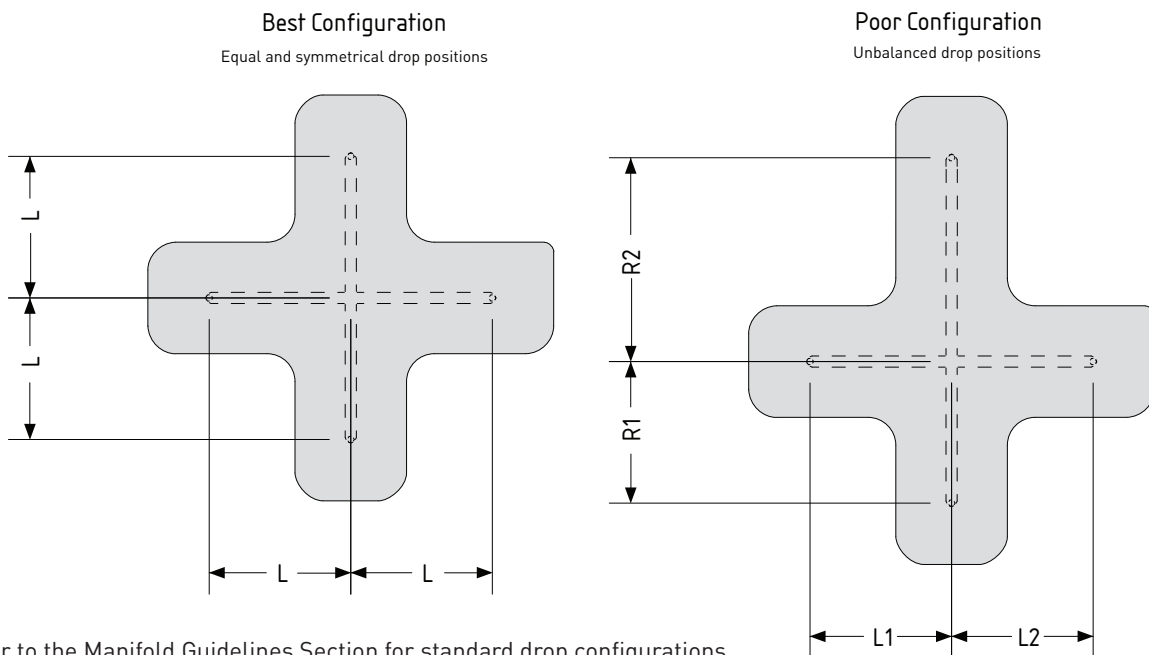 Best Configuration
Equal and symmetrical drop positions
Poor Configuration
Unbalanced drop positions
L
L
L
L
R2
R1
L1
L2
to the Manifold Guidelines Section for standard drop configurations